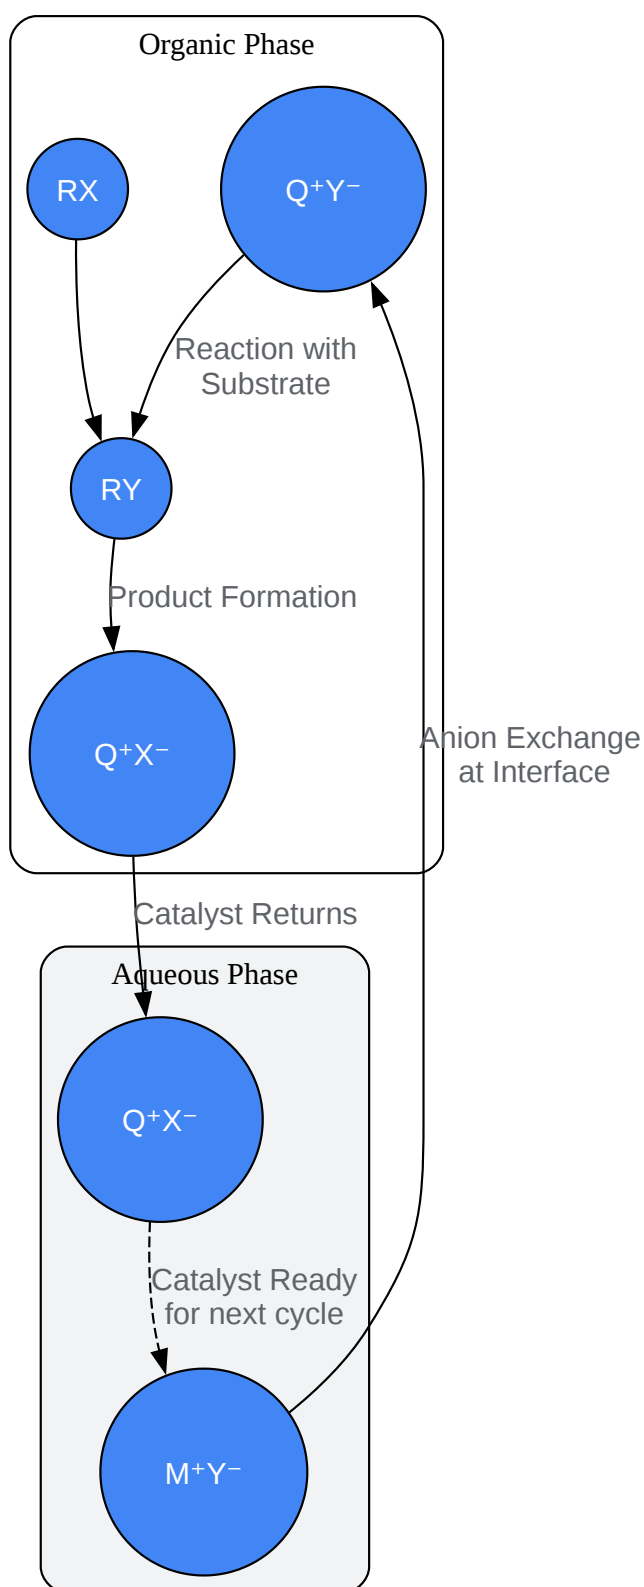 Organic Phase
RX
Q⁺Y⁻
Reaction with
Substrate
RY
Product Formation
Q⁺X⁻
Anion Exchange
at Interface
Catalyst Returns
Aqueous Phase
Q⁺X⁻
Catalyst Ready
for next cycle
M⁺Y⁻